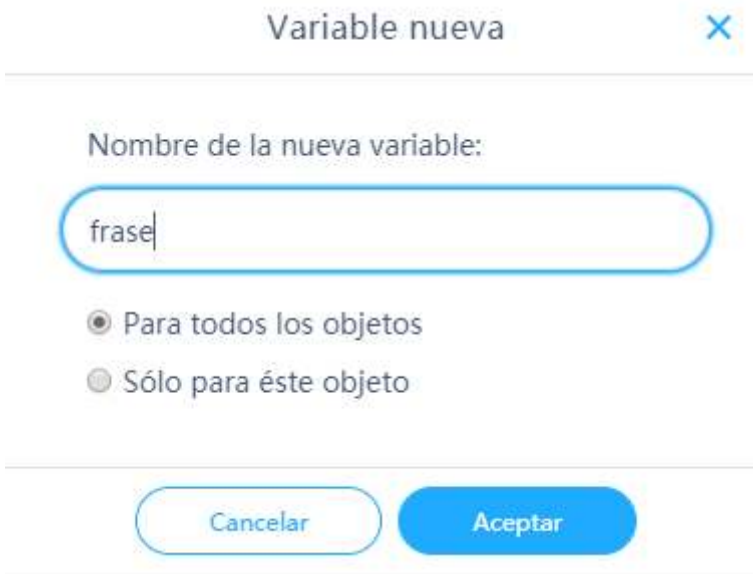 Variable nueva
Nombre de la nueva variable:
frase
Para todos los objetos
Sólo para éste objeto
Cancelar
Aceptar